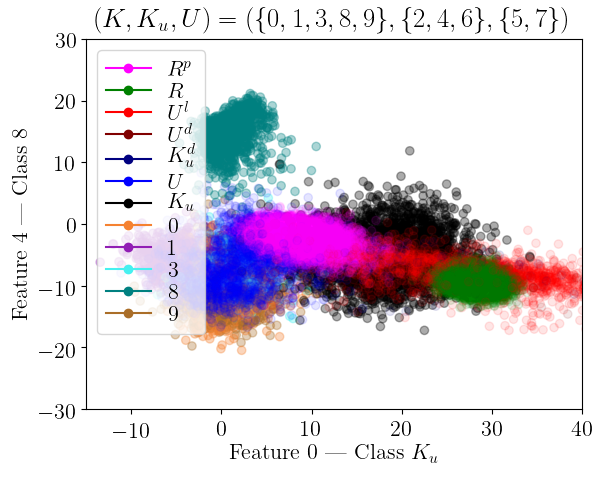 (K, K_u, U) = ({0, 1, 3, 8, 9}, {2, 4, 6}, {5, 7})
30
20
10
0
−10
−20
−30
Feature 4 — Class 8
R^p
R
U^l
U^d
K_u^d
U
K_u
0
1
3
8
9
−10 0 10 20 30 40
Feature 0 — Class K_u